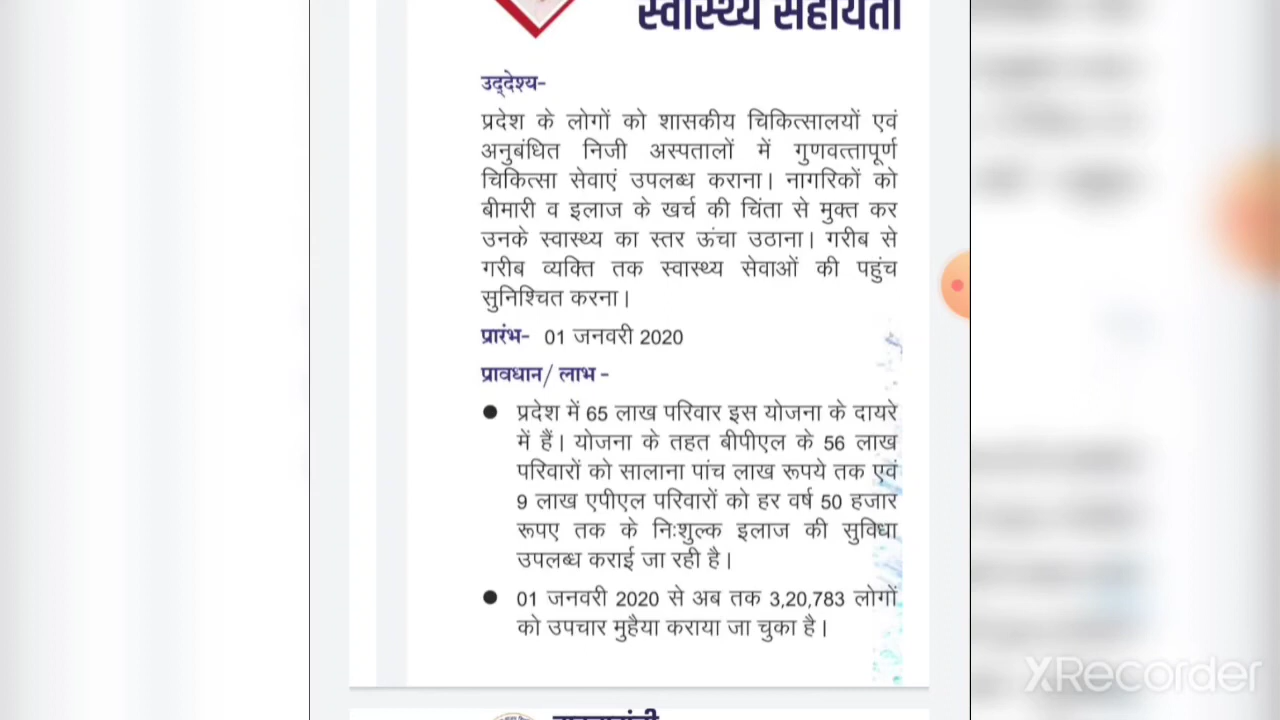 स्वास्थ्य सहायता
उद्देश्य-
प्रदेश के लोगों को शासकीय चिकित्सालयों एवं
अनुबंधित निजी अस्पतालों में गुणवत्तापूर्ण
चिकित्सा सेवाएं उपलब्ध कराना। नागरिकों को
बीमारी व इलाज के खर्च की चिंता से मुक्त कर
उनके स्वास्थ्य का स्तर ऊंचा उठाना। गरीब से
गरीब व्यक्ति तक स्वास्थ्य सेवाओं की पहुंच
सुनिश्चित करना।
प्रारंभ- 01 जनवरी 2020
प्रावधान/ लाभ -
● प्रदेश में 65 लाख परिवार इस योजना के दायरे
में हैं। योजना के तहत बीपीएल के 56 लाख
परिवारों को सालाना पांच लाख रूपये तक एवं
9 लाख एपीएल परिवारों को हर वर्ष 50 हजार
रूपए तक के निःशुल्क इलाज की सुविधा
उपलब्ध कराई जा रही है।
● 01 जनवरी 2020 से अब तक 3,20,783 लोगों
को उपचार मुहैया कराया जा चुका है।
XRecorder